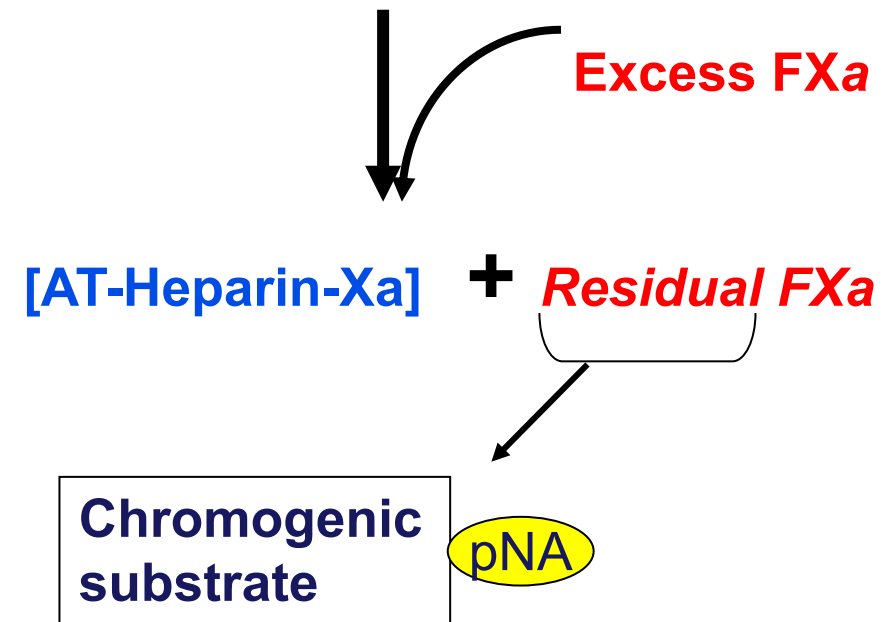 Excess FXa
[AT-Heparin-Xa] + Residual FXa
Chromogenic
substrate
pNA